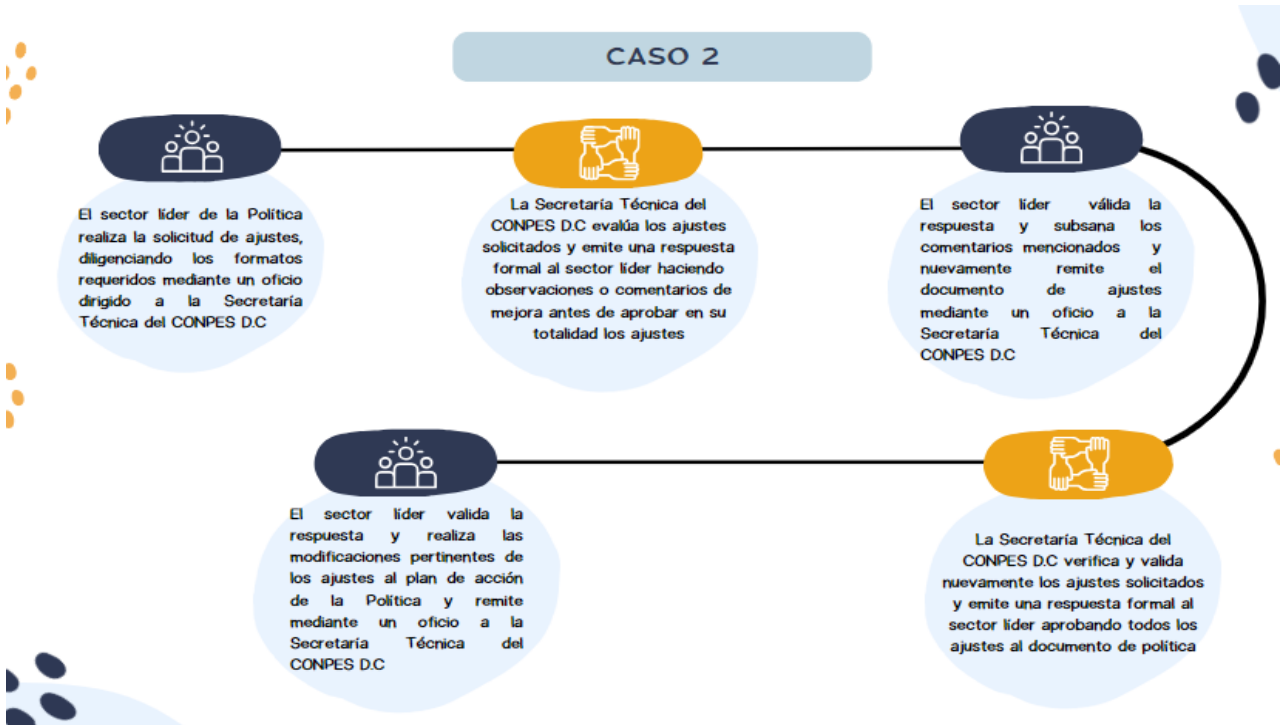 CASO 2
El sector líder de la Política
realiza la solicitud de ajustes,
diligenciando los formatos
requeridos mediante un oficio
dirigido a la Secretaría
Técnica del CONPES D.C
La Secretaría Técnica del
CONPES D.C evalúa los ajustes
solicitados y emite una respuesta
formal al sector líder haciendo
observaciones o comentarios de
mejora antes de aprobar en su
totalidad los ajustes
El sector líder válida la
respuesta y subsana los
comentarios mencionados y
nuevamente remite el
documento de ajustes
mediante un oficio a la
Secretaría Técnica del
CONPES D.C
La Secretaría Técnica del
CONPES D.C verifica y valida
nuevamente los ajustes solicitados
y emite una respuesta formal al
sector líder aprobando todos los
ajustes al documento de política
El sector líder valida la
respuesta y realiza las
modificaciones pertinentes de
los ajustes al plan de acción
de la Política y remite
mediante un oficio a la
Secretaría Técnica del
CONPES D.C